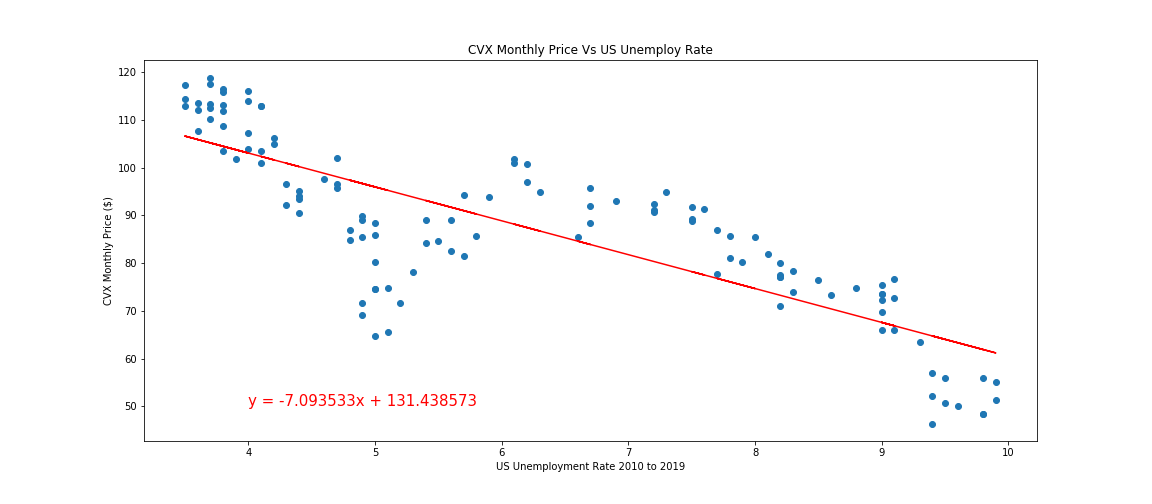 CVX Monthly Price Vs US Unemploy Rate
CVX Monthly Price ($)
120
110
100
90
80
70
60
50
y = -7.093533x + 131.438573
4 5 6 7 8 9 10
US Unemployment Rate 2010 to 2019